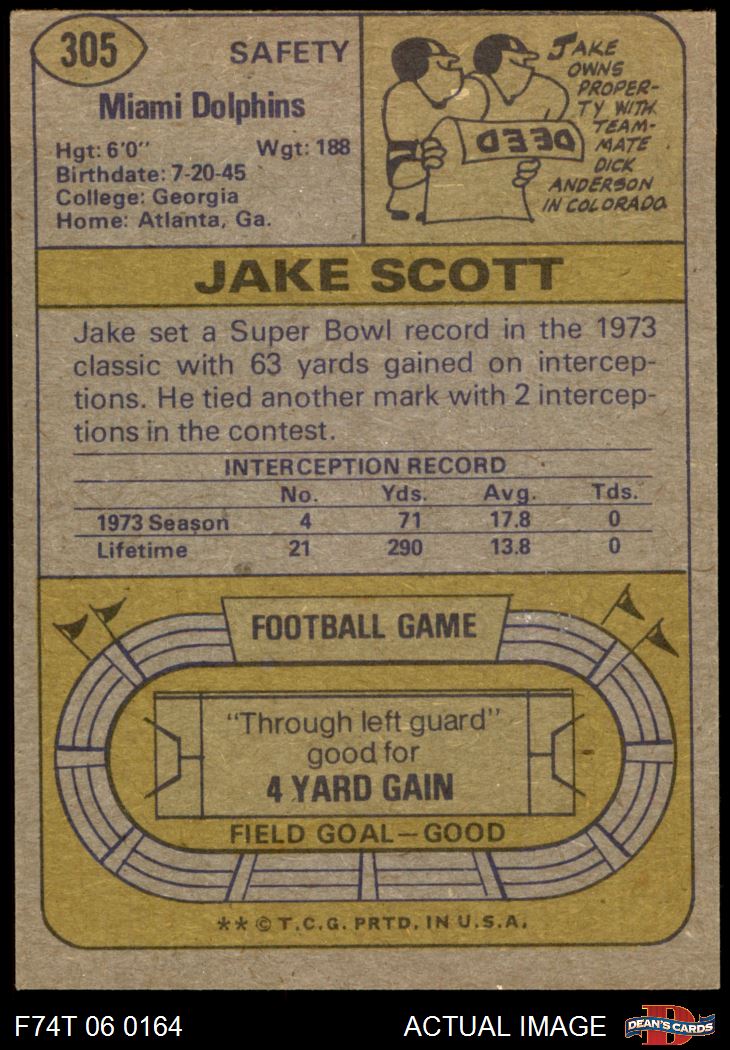 305
SAFETY
Miami Dolphins
Hgt: 6'0" Wgt: 188
Birthdate: 7-20-45
College: Georgia
Home: Atlanta, Ga.
JAKE
OWNS
PROPER-
TY WITH
TEAM-
MATE
DICK
ANDERSON
IN COLORADO.
DEED
JAKE SCOTT
Jake set a Super Bowl record in the 1973
classic with 63 yards gained on intercep-
tions. He tied another mark with 2 intercep-
tions in the contest.
INTERCEPTION RECORD
No. Yds. Avg. Tds.
1973 Season 4 71 17.8 0
Lifetime 21 290 13.8 0
FOOTBALL GAME
"Through left guard"
good for
4 YARD GAIN
FIELD GOAL—GOOD
** © T.C.G. PRTD. IN U.S.A.
F74T 06 0164 ACTUAL IMAGE
D
DEAN'S CARDS